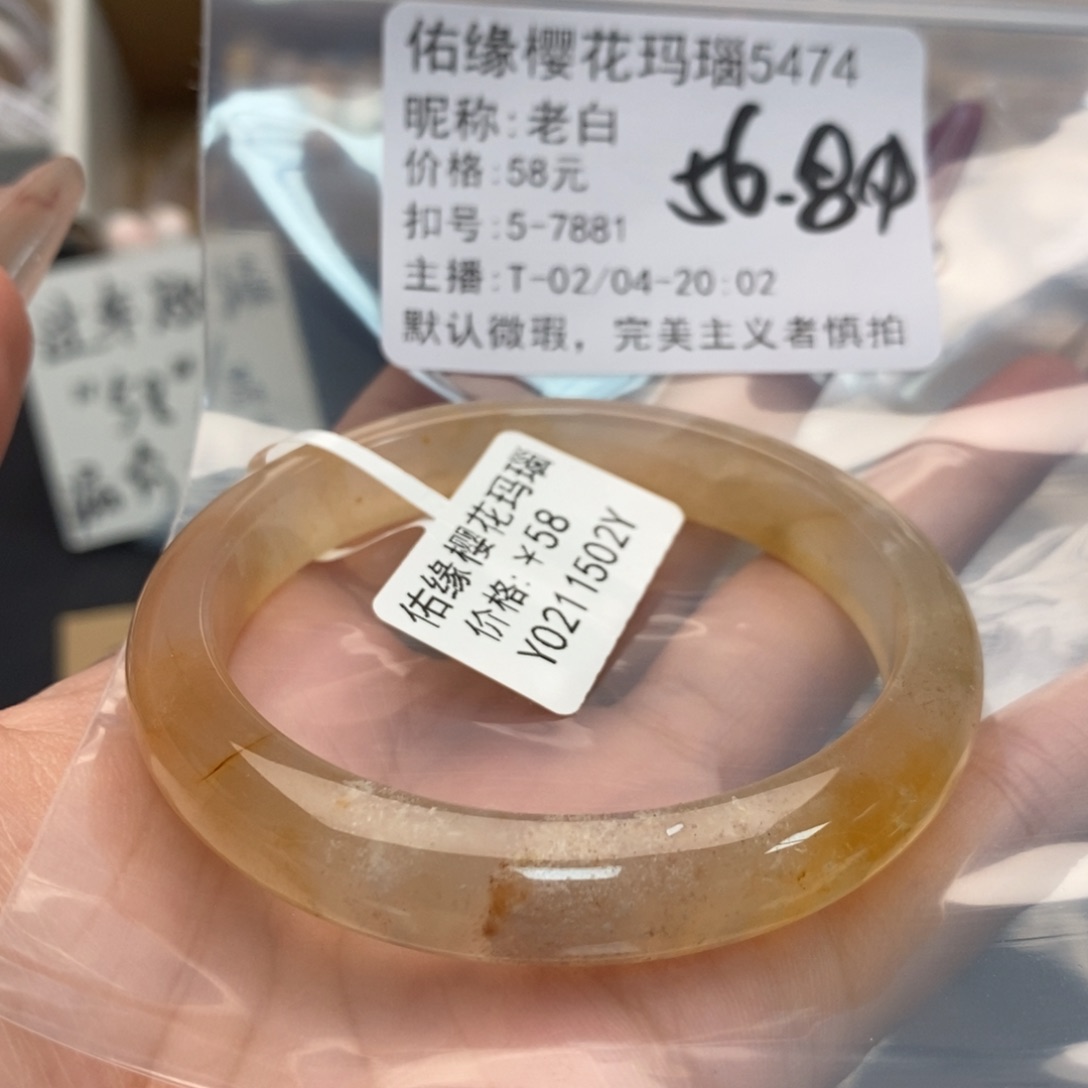 佑缘樱花玛瑙5474
昵称:老白
价格:58元
扣号:5-7881
主播:T-02/04-20:02
默认微瑕，完美主义者慎拍
佑缘樱花玛瑙
价格:￥58
Y0211502Y
"58"